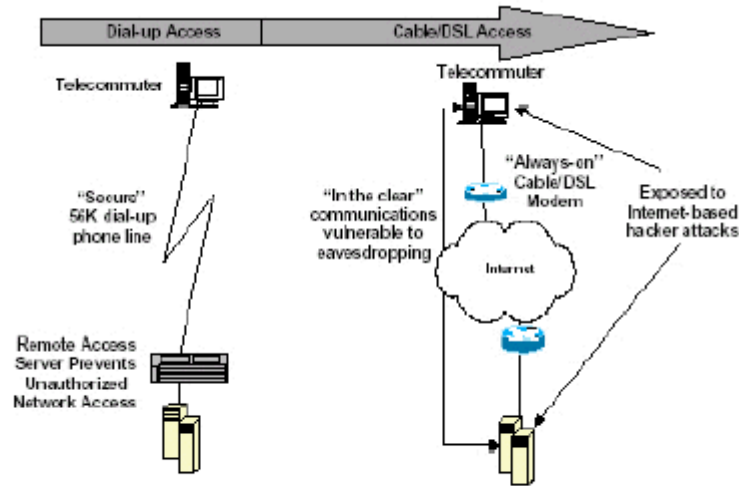 Dial-up Access
Cable/DSL Access
Telecommuter
"Secure"
56K dial-up
phone line
Remote Access
Server Prevents
Unauthorized
Network Access
Telecommuter
"Always-on"
Cable/DSL
Modem
"In the clear"
communications
vulnerable to
eavesdropping
Internet
Exposed to
Internet-based
hacker attacks